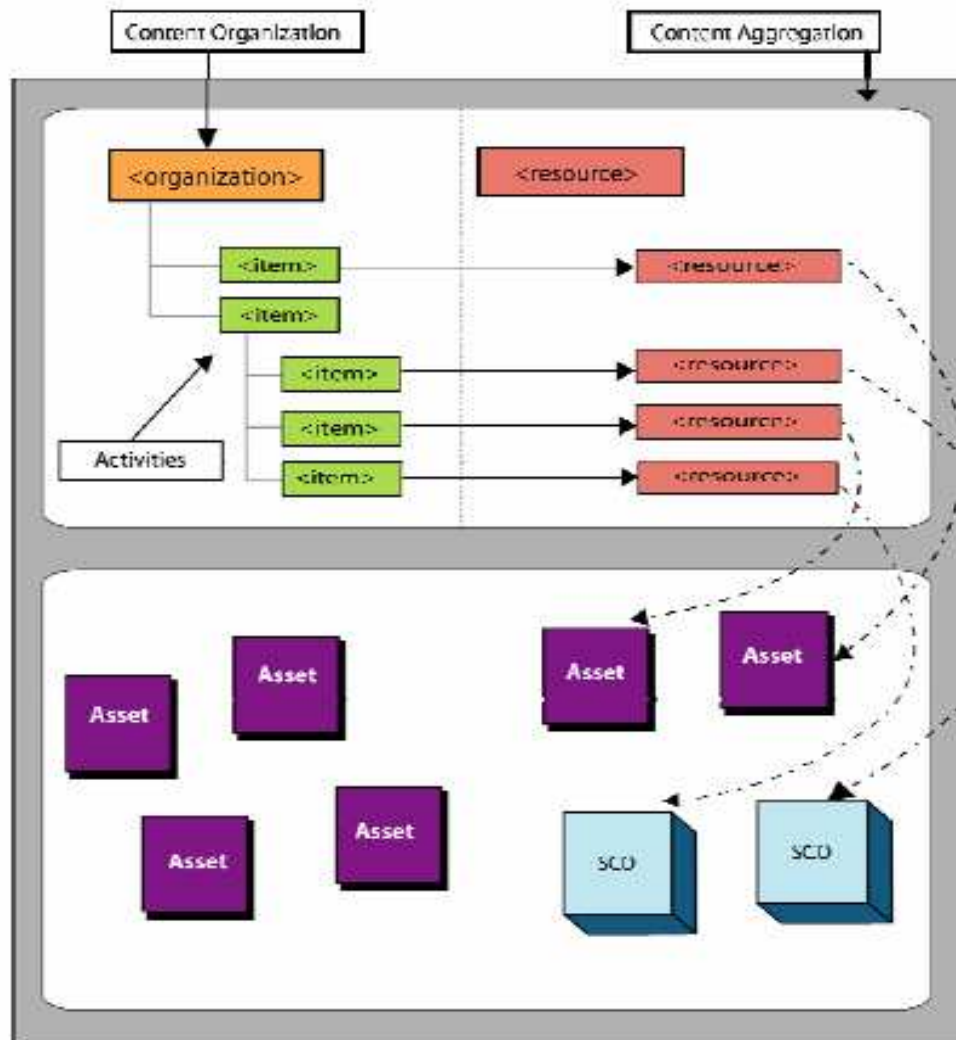 Content Organization
Content Aggregation
<organization>
<resource>
<item>
<resource>
<item>
<item>
<resource>
<item>
<resource>
Activities
<item>
<resource>
Asset
Asset
Asset
Asset
Asset
Asset
SCO
SCO